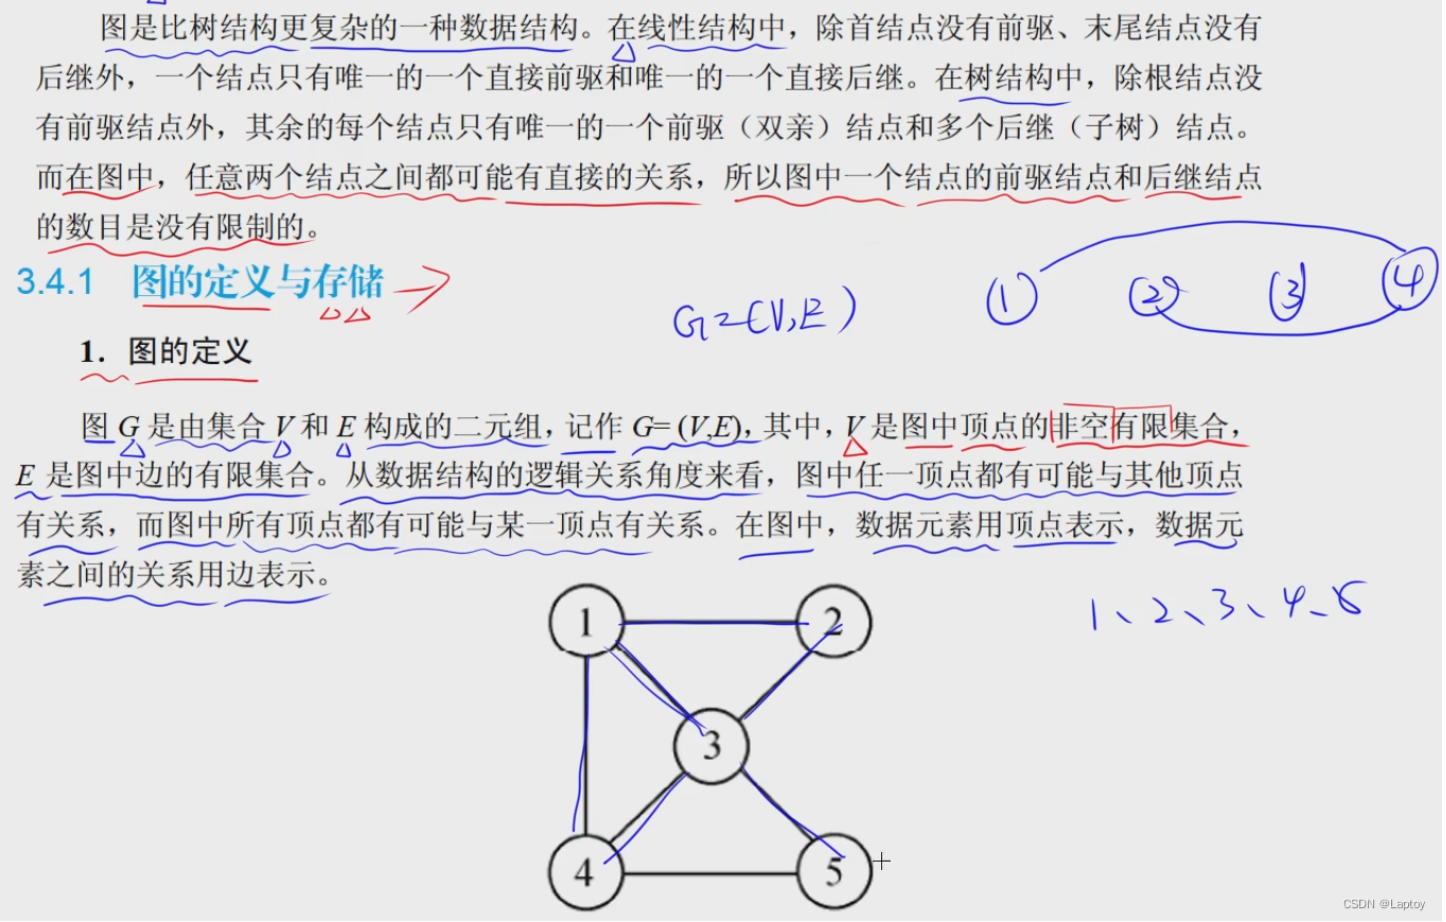 图是比树结构更复杂的一种数据结构。在线性结构中，除首结点没有前驱、末尾结点没有
后继外，一个结点只有唯一的一个直接前驱和唯一的一个直接后继。在树结构中，除根结点没
有前驱结点外，其余的每个结点只有唯一的一个前驱（双亲）结点和多个后继（子树）结点。
而在图中，任意两个结点之间都可能有直接的关系，所以图中一个结点的前驱结点和后继结点
的数目是没有限制的。
3.4.1 图的定义与存储
① ② ③ ④
G=(V,E)
1. 图的定义
图 G 是由集合 V 和 E 构成的二元组，记作 G=(V,E)，其中，V 是图中顶点的非空有限集合，
E 是图中边的有限集合。从数据结构的逻辑关系角度来看，图中任一顶点都有可能与其他顶点
有关系，而图中所有顶点都有可能与某一顶点有关系。在图中，数据元素用顶点表示，数据元
素之间的关系用边表示。
1、2、3、4、5
1 2
3
4 5
CSDN @Laptoy